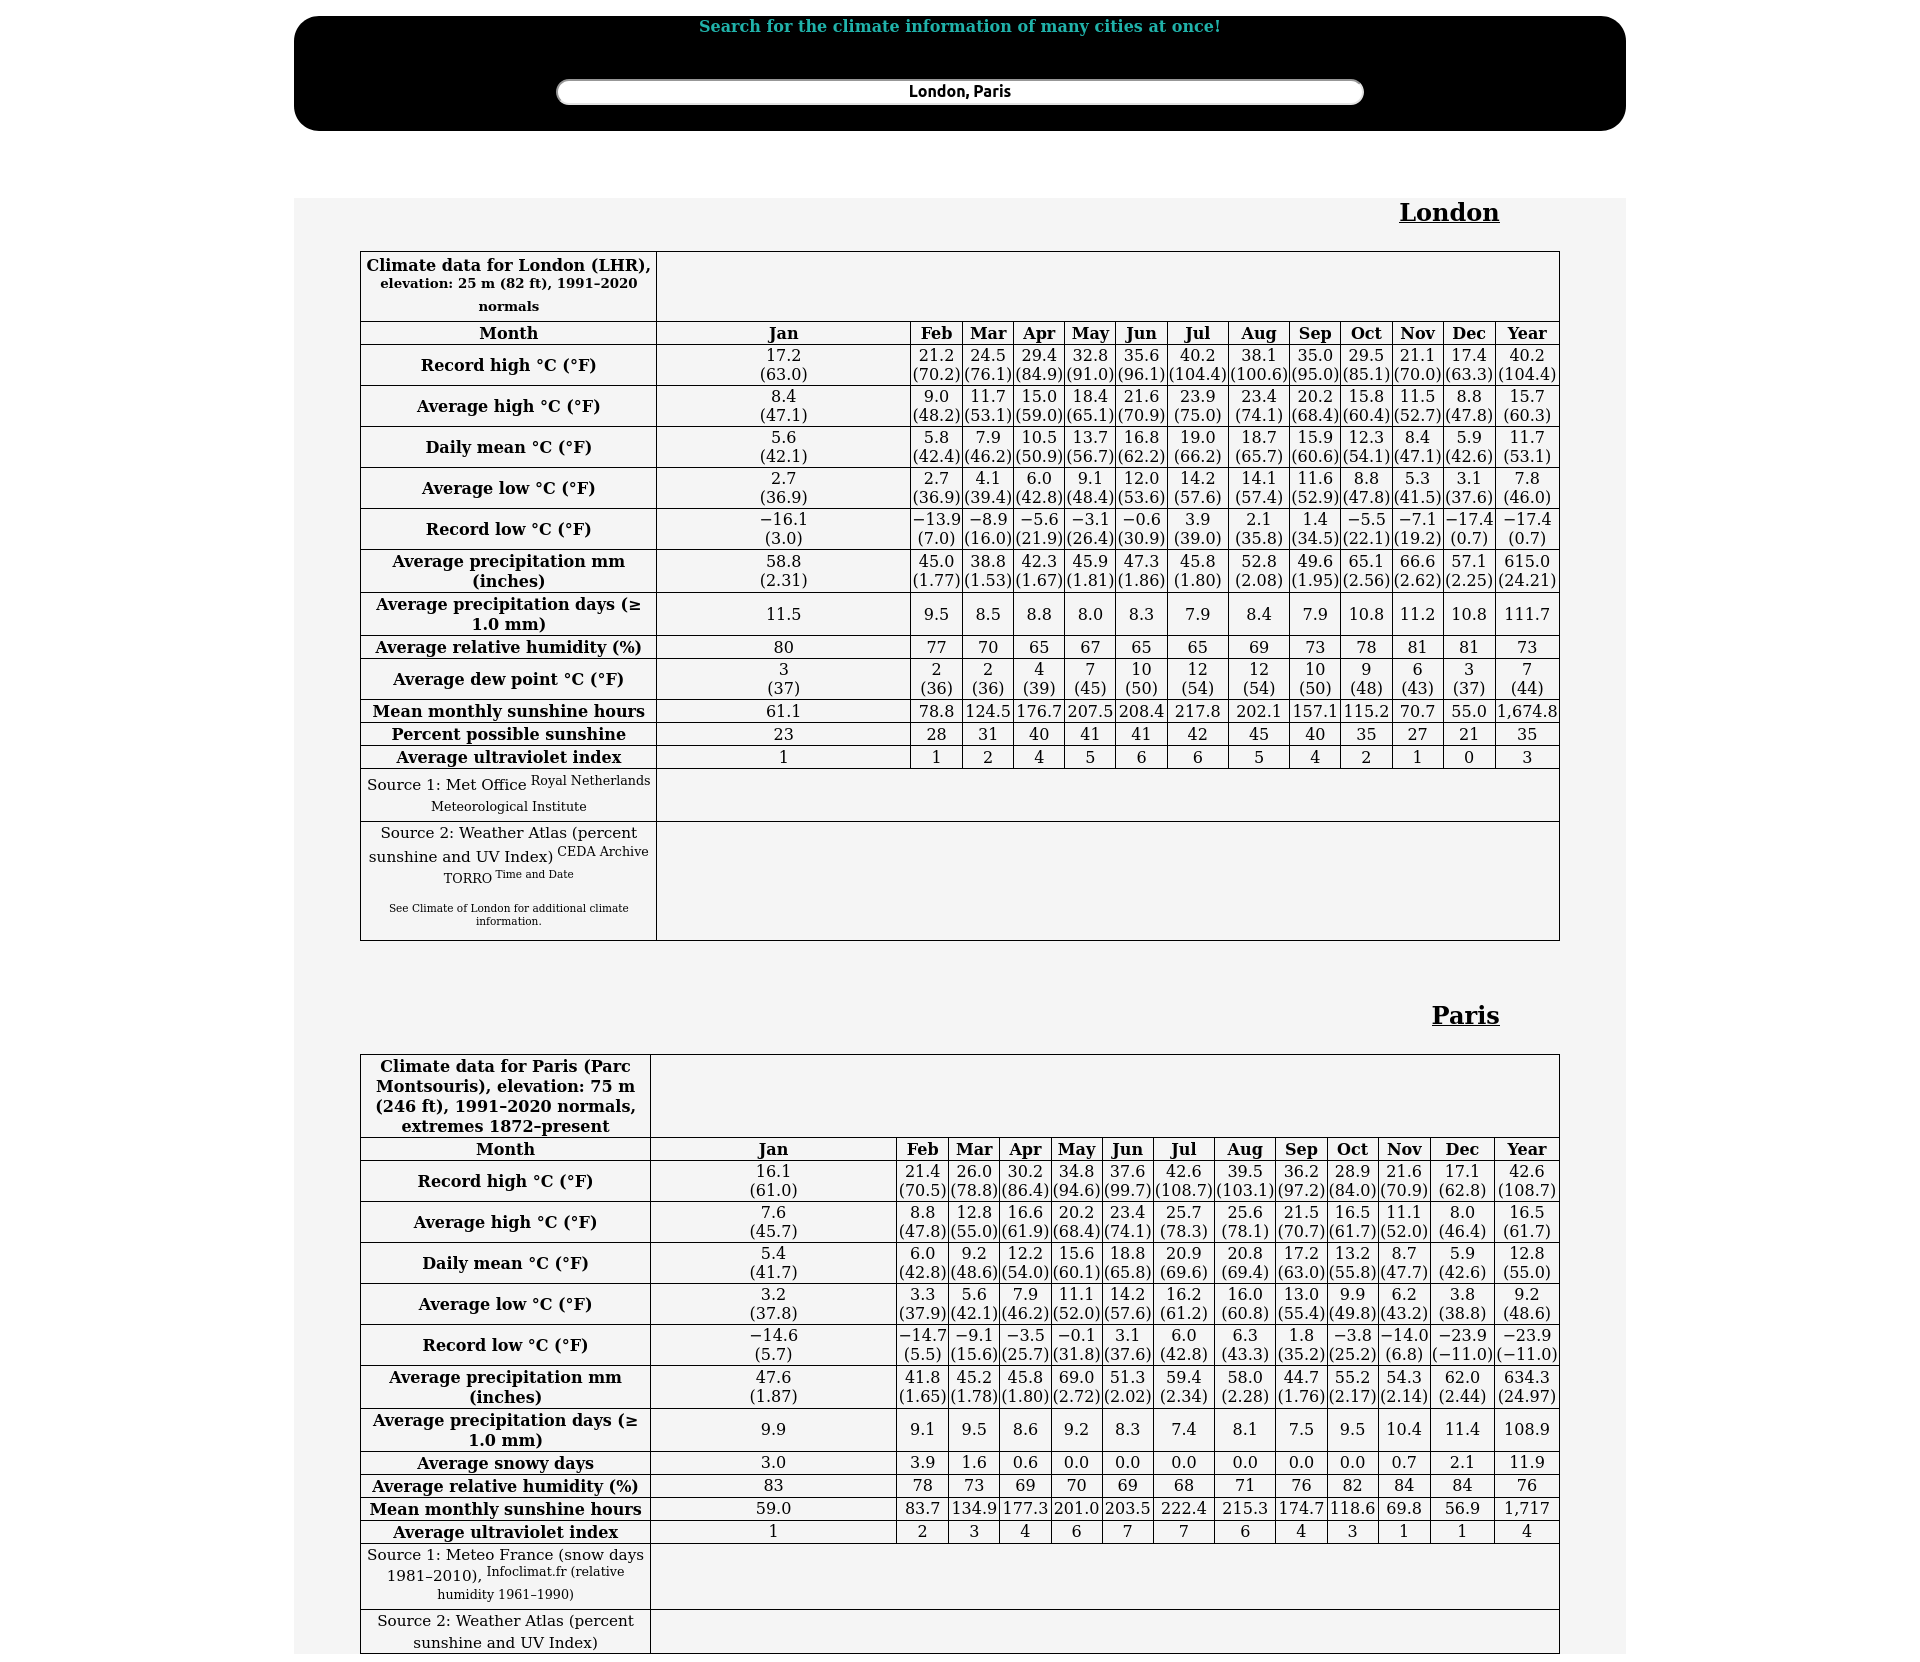 Search for the climate information of many cities at once!
London, Paris
London
Climate data for London (LHR),
elevation: 25 m (82 ft), 1991–2020
normals
Month Jan Feb Mar Apr May Jun Jul Aug Sep Oct Nov Dec Year
Record high °C (°F) 17.2 21.2 24.5 29.4 32.8 35.6 40.2 38.1 35.0 29.5 21.1 17.4 40.2
(63.0) (70.2) (76.1) (84.9) (91.0) (96.1) (104.4) (100.6) (95.0) (85.1) (70.0) (63.3) (104.4)
Average high °C (°F) 8.4 9.0 11.7 15.0 18.4 21.6 23.9 23.4 20.2 15.8 11.5 8.8 15.7
(47.1) (48.2) (53.1) (59.0) (65.1) (70.9) (75.0) (74.1) (68.4) (60.4) (52.7) (47.8) (60.3)
Daily mean °C (°F) 5.6 5.8 7.9 10.5 13.7 16.8 19.0 18.7 15.9 12.3 8.4 5.9 11.7
(42.1) (42.4) (46.2) (50.9) (56.7) (62.2) (66.2) (65.7) (60.6) (54.1) (47.1) (42.6) (53.1)
Average low °C (°F) 2.7 2.7 4.1 6.0 9.1 12.0 14.2 14.1 11.6 8.8 5.3 3.1 7.8
(36.9) (36.9) (39.4) (42.8) (48.4) (53.6) (57.6) (57.4) (52.9) (47.8) (41.5) (37.6) (46.0)
Record low °C (°F) −16.1 −13.9 −8.9 −5.6 −3.1 −0.6 3.9 2.1 1.4 −5.5 −7.1 −17.4 −17.4
(3.0) (7.0) (16.0) (21.9) (26.4) (30.9) (39.0) (35.8) (34.5) (22.1) (19.2) (0.7) (0.7)
Average precipitation mm 58.8 45.0 38.8 42.3 45.9 47.3 45.8 52.8 49.6 65.1 66.6 57.1 615.0
(inches) (2.31) (1.77) (1.53) (1.67) (1.81) (1.86) (1.80) (2.08) (1.95) (2.56) (2.62) (2.25) (24.21)
Average precipitation days (≥
1.0 mm) 11.5 9.5 8.5 8.8 8.0 8.3 7.9 8.4 7.9 10.8 11.2 10.8 111.7
Average relative humidity (%) 80 77 70 65 67 65 65 69 73 78 81 81 73
Average dew point °C (°F) 3 2 2 4 7 10 12 12 10 9 6 3 7
(37) (36) (36) (39) (45) (50) (54) (54) (50) (48) (43) (37) (44)
Mean monthly sunshine hours 61.1 78.8 124.5 176.7 207.5 208.4 217.8 202.1 157.1 115.2 70.7 55.0 1,674.8
Percent possible sunshine 23 28 31 40 41 41 42 45 40 35 27 21 35
Average ultraviolet index 1 1 2 4 5 6 6 5 4 2 1 0 3
Source 1: Met Office Royal Netherlands
Meteorological Institute
Source 2: Weather Atlas (percent
sunshine and UV Index) CEDA Archive
TORRO Time and Date
See Climate of London for additional climate
information.
Paris
Climate data for Paris (Parc
Montsouris), elevation: 75 m
(246 ft), 1991–2020 normals,
extremes 1872–present
Month Jan Feb Mar Apr May Jun Jul Aug Sep Oct Nov Dec Year
Record high °C (°F) 16.1 21.4 26.0 30.2 34.8 37.6 42.6 39.5 36.2 28.9 21.6 17.1 42.6
(61.0) (70.5) (78.8) (86.4) (94.6) (99.7) (108.7) (103.1) (97.2) (84.0) (70.9) (62.8) (108.7)
Average high °C (°F) 7.6 8.8 12.8 16.6 20.2 23.4 25.7 25.6 21.5 16.5 11.1 8.0 16.5
(45.7) (47.8) (55.0) (61.9) (68.4) (74.1) (78.3) (78.1) (70.7) (61.7) (52.0) (46.4) (61.7)
Daily mean °C (°F) 5.4 6.0 9.2 12.2 15.6 18.8 20.9 20.8 17.2 13.2 8.7 5.9 12.8
(41.7) (42.8) (48.6) (54.0) (60.1) (65.8) (69.6) (69.4) (63.0) (55.8) (47.7) (42.6) (55.0)
Average low °C (°F) 3.2 3.3 5.6 7.9 11.1 14.2 16.2 16.0 13.0 9.9 6.2 3.8 9.2
(37.8) (37.9) (42.1) (46.2) (52.0) (57.6) (61.2) (60.8) (55.4) (49.8) (43.2) (38.8) (48.6)
Record low °C (°F) −14.6 −14.7 −9.1 −3.5 −0.1 3.1 6.0 6.3 1.8 −3.8 −14.0 −23.9 −23.9
(5.7) (5.5) (15.6) (25.7) (31.8) (37.6) (42.8) (43.3) (35.2) (25.2) (6.8) (−11.0) (−11.0)
Average precipitation mm 47.6 41.8 45.2 45.8 69.0 51.3 59.4 58.0 44.7 55.2 54.3 62.0 634.3
(inches) (1.87) (1.65) (1.78) (1.80) (2.72) (2.02) (2.34) (2.28) (1.76) (2.17) (2.14) (2.44) (24.97)
Average precipitation days (≥
1.0 mm) 9.9 9.1 9.5 8.6 9.2 8.3 7.4 8.1 7.5 9.5 10.4 11.4 108.9
Average snowy days 3.0 3.9 1.6 0.6 0.0 0.0 0.0 0.0 0.0 0.0 0.7 2.1 11.9
Average relative humidity (%) 83 78 73 69 70 69 68 71 76 82 84 84 76
Mean monthly sunshine hours 59.0 83.7 134.9 177.3 201.0 203.5 222.4 215.3 174.7 118.6 69.8 56.9 1,717
Average ultraviolet index 1 2 3 4 6 7 7 6 4 3 1 1 4
Source 1: Meteo France (snow days
1981–2010), Infoclimat.fr (relative
humidity 1961–1990)
Source 2: Weather Atlas (percent
sunshine and UV Index)